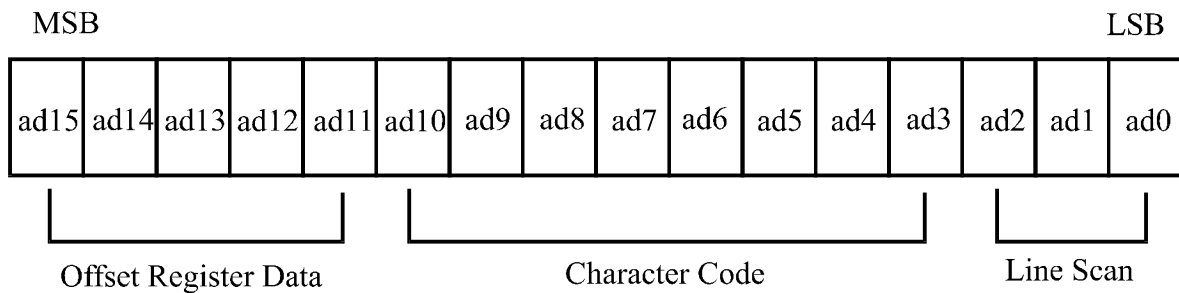 MSB LSB
ad15 ad14 ad13 ad12 ad11 ad10 ad9 ad8 ad7 ad6 ad5 ad4 ad3 ad2 ad1 ad0
Offset Register Data Character Code Line Scan